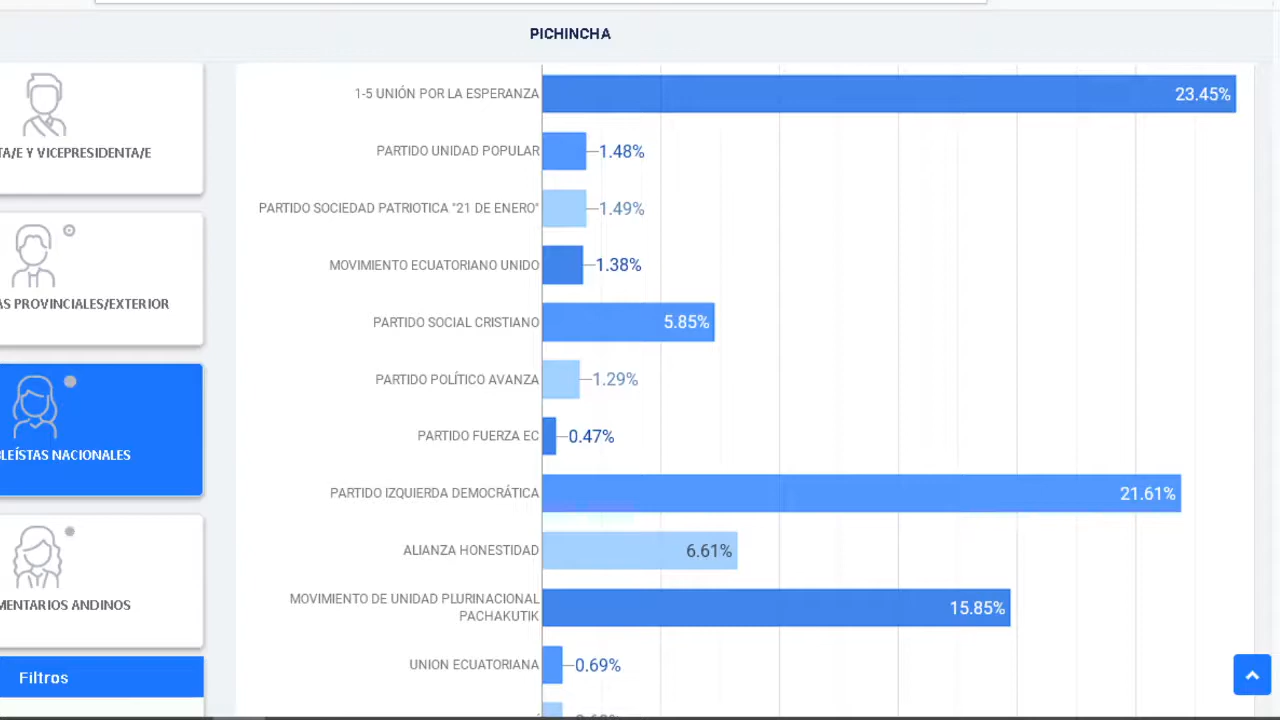 PICHINCHA
TA/E Y VICEPRESIDENTA/E
AS PROVINCIALES/EXTERIOR
LEÍSTAS NACIONALES
MENTARIOS ANDINOS
Filtros
1-5 UNIÓN POR LA ESPERANZA 23.45%
PARTIDO UNIDAD POPULAR 1.48%
PARTIDO SOCIEDAD PATRIOTICA "21 DE ENERO" 1.49%
MOVIMIENTO ECUATORIANO UNIDO 1.38%
PARTIDO SOCIAL CRISTIANO 5.85%
PARTIDO POLÍTICO AVANZA 1.29%
PARTIDO FUERZA EC 0.47%
PARTIDO IZQUIERDA DEMOCRÁTICA 21.61%
ALIANZA HONESTIDAD 6.61%
MOVIMIENTO DE UNIDAD PLURINACIONAL
PACHAKUTIK 15.85%
UNION ECUATORIANA 0.69%